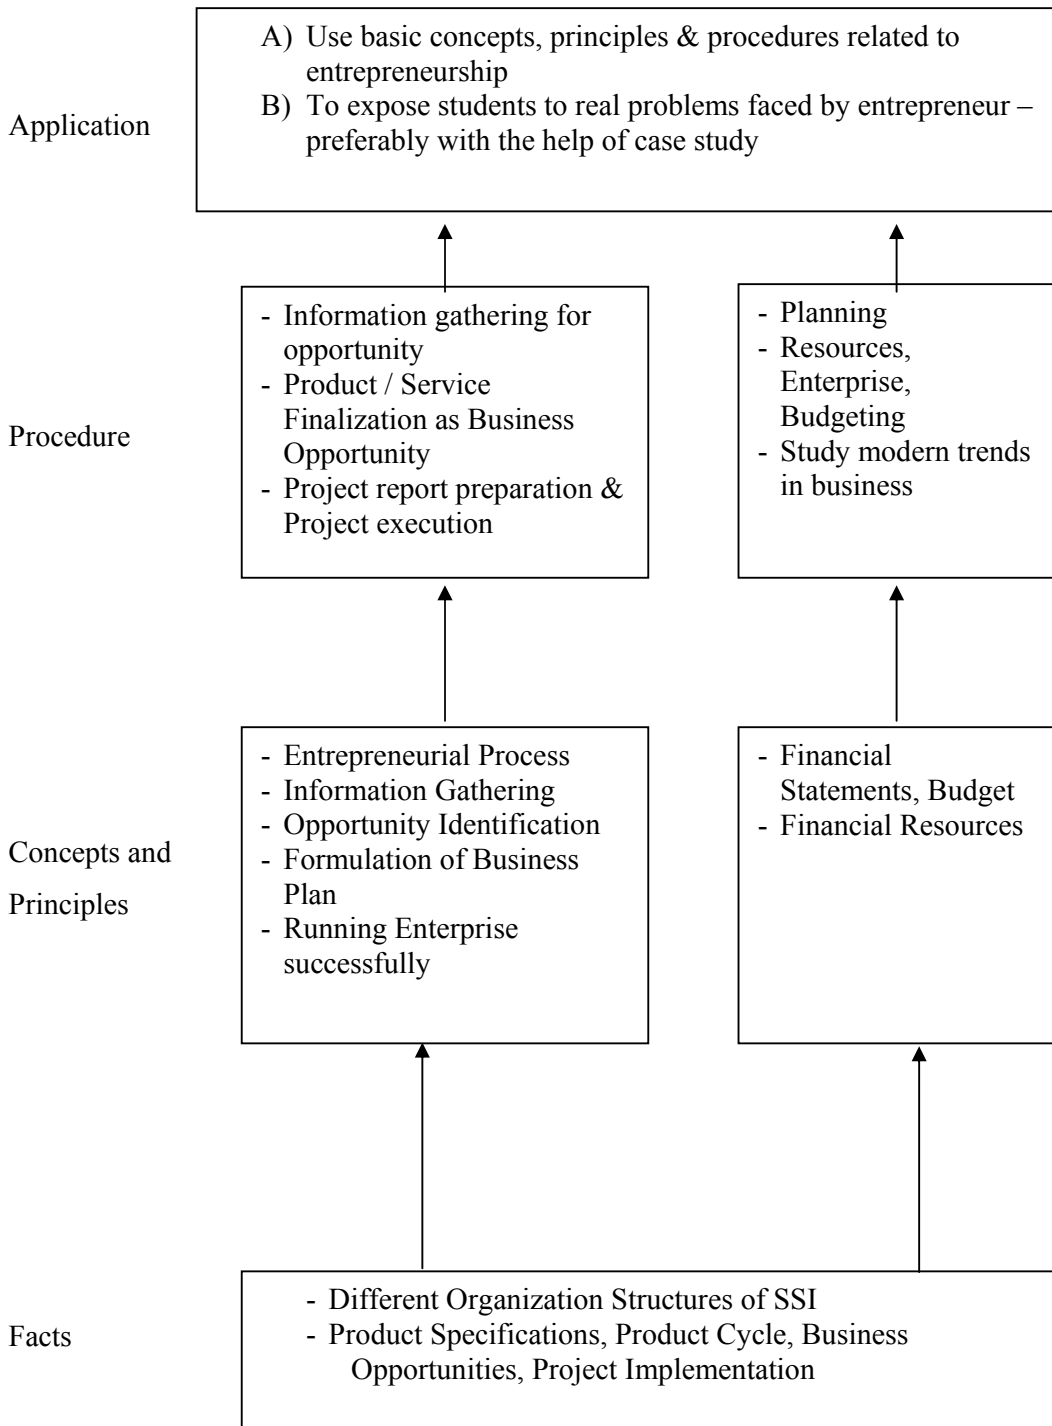 A) Use basic concepts, principles & procedures related to
entrepreneurship
B) To expose students to real problems faced by entrepreneur –
preferably with the help of case study
Application
- Information gathering for
opportunity
- Product / Service
Finalization as Business
Opportunity
- Project report preparation &
Project execution
- Planning
- Resources,
Enterprise,
Budgeting
- Study modern trends
in business
Procedure
- Entrepreneurial Process
- Information Gathering
- Opportunity Identification
- Formulation of Business
Plan
- Running Enterprise
successfully
- Financial
Statements, Budget
- Financial Resources
Concepts and
Principles
- Different Organization Structures of SSI
- Product Specifications, Product Cycle, Business
Opportunities, Project Implementation
Facts